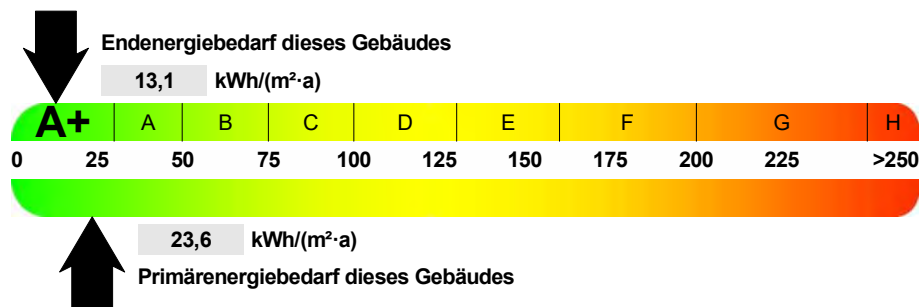 Endenergiebedarf dieses Gebäudes
13,1 kWh/(m²·a)
A+ A B C D E F G H
0 25 50 75 100 125 150 175 200 225 >250
23,6 kWh/(m²·a)
Primärenergiebedarf dieses Gebäudes